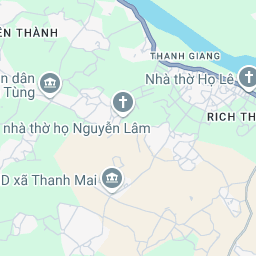 ÊN THÀNH
THANH GIANG
n dân
Tùng
Nhà thờ Họ Lê
RICH TH
nhà thờ họ Nguyễn Lâm
D xã Thanh Mai